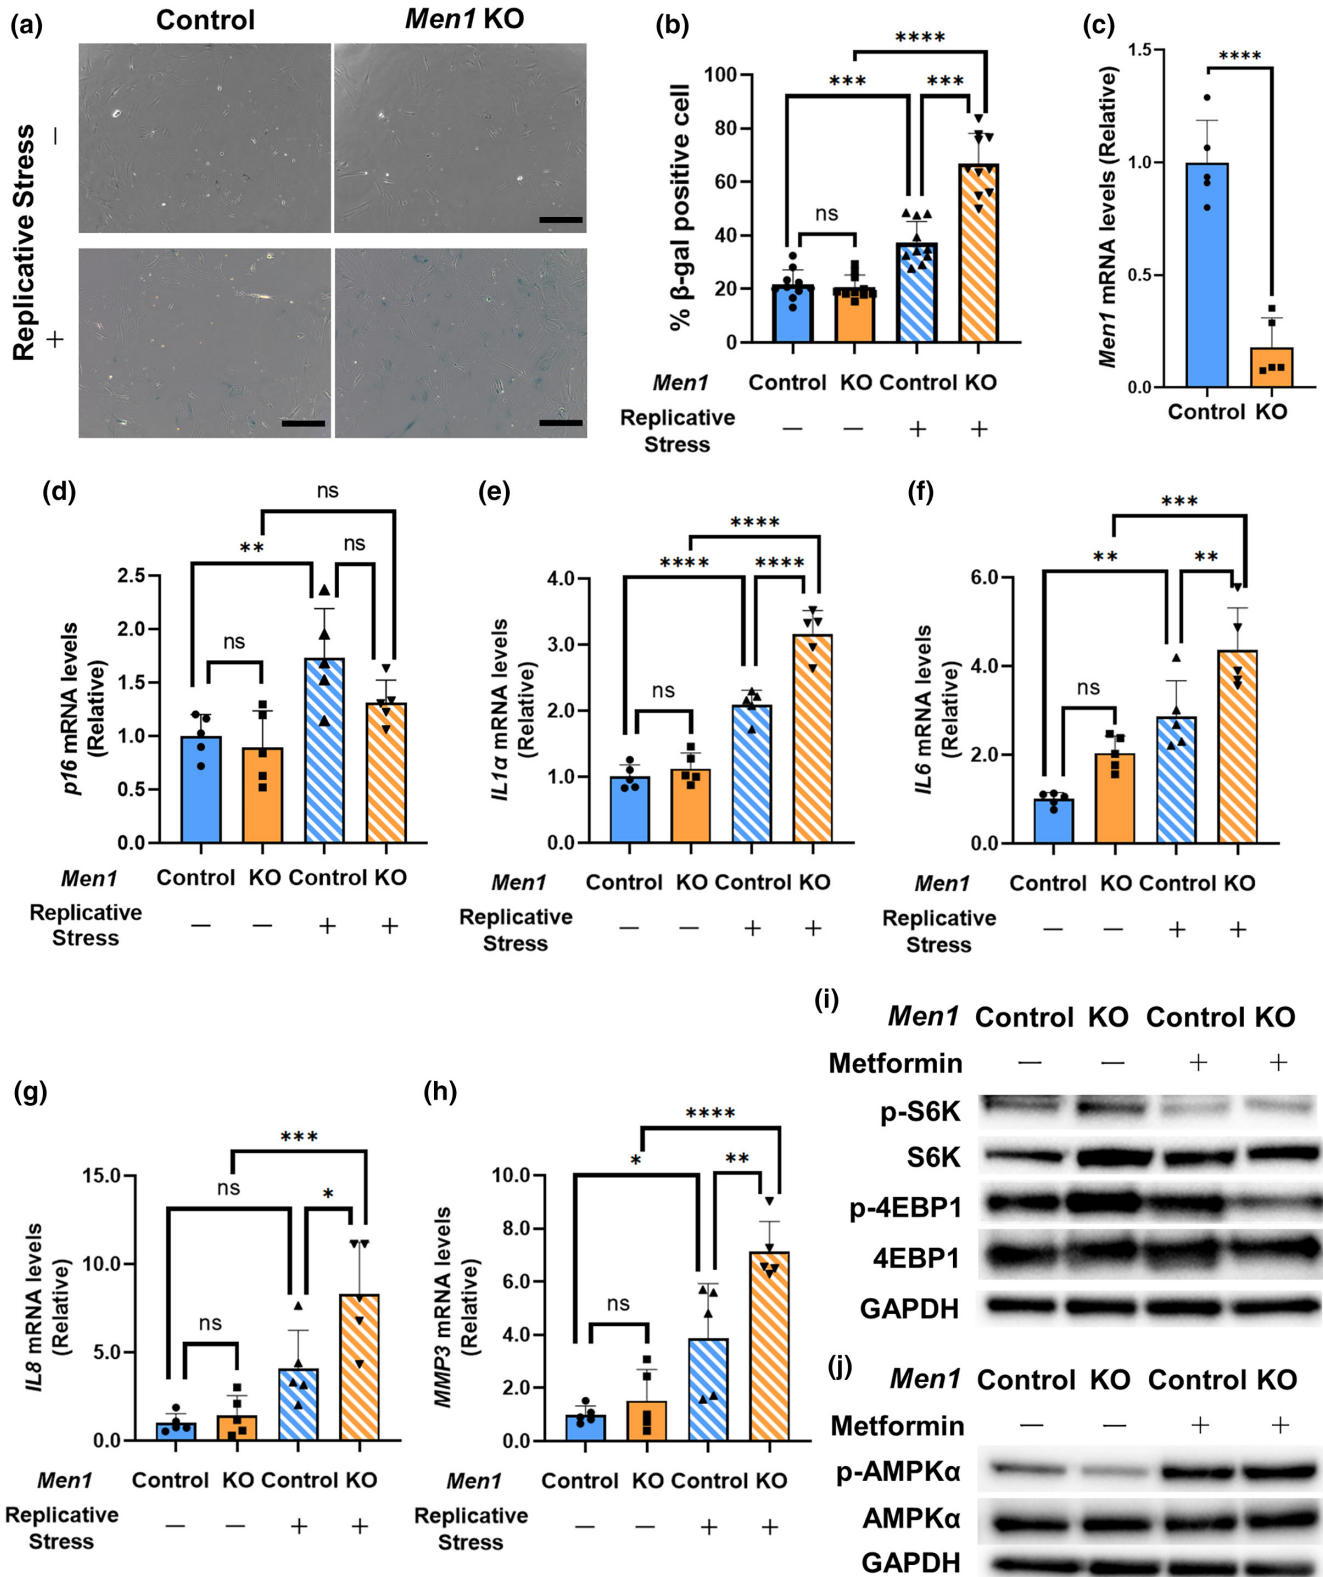 (a)
Control
Men1 KO
Replicative Stress
–
+
(b)
% β-gal positive cell
100
80
60
40
20
0
ns
***
***
****
Men1 Control KO Control KO
Replicative Stress — — + +
(c)
Men1 mRNA levels (Relative)
1.5
1.0
0.5
0.0
****
Control KO
(d)
p16 mRNA levels
(Relative)
2.5
2.0
1.5
1.0
0.5
0.0
ns
**
ns
ns
Men1 Control KO Control KO
Replicative
Stress — — + +
(e)
IL1α mRNA levels
(Relative)
4.0
3.0
2.0
1.0
0.0
ns
****
****
****
Men1 Control KO Control KO
Replicative
Stress — — + +
(f)
IL6 mRNA levels
(Relative)
6.0
4.0
2.0
0.0
ns
**
**
***
Men1 Control KO Control KO
Replicative
Stress — — + +
(g)
IL8 mRNA levels
(Relative)
15.0
10.0
5.0
0.0
ns
ns
*
***
Men1 Control KO Control KO
Replicative
Stress — — + +
(h)
MMP3 mRNA levels
(Relative)
10.0
8.0
6.0
4.0
2.0
0.0
ns
*
**
****
Men1 Control KO Control KO
Replicative
Stress — — + +
(i)
Men1 Control KO Control KO
Metformin — — + +
p-S6K
S6K
p-4EBP1
4EBP1
GAPDH
(j)
Men1 Control KO Control KO
Metformin — — + +
p-AMPKα
AMPKα
GAPDH